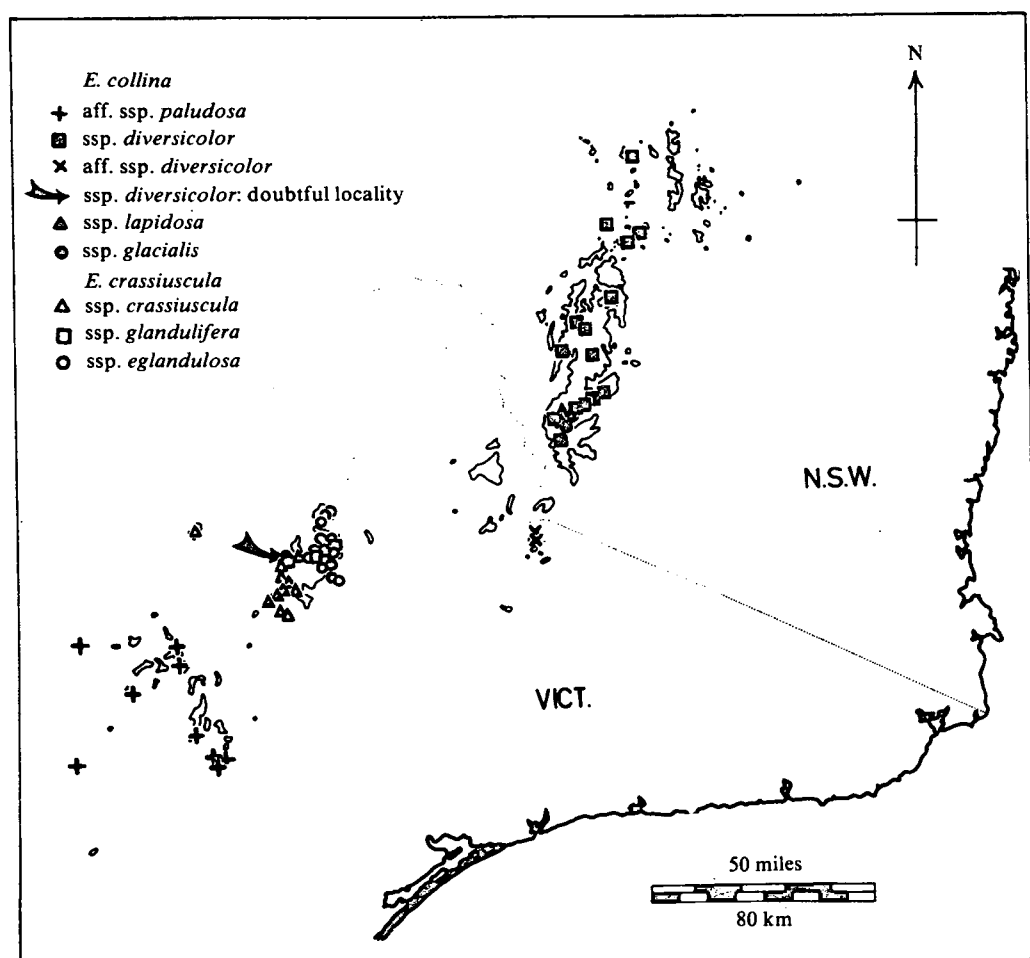 N
E. collina
aff. ssp. paludosa
ssp. diversicolor
aff. ssp. diversicolor
ssp. diversicolor: doubtful locality
ssp. lapidosa
ssp. glacialis
E. crassiuscula
ssp. crassiuscula
ssp. glandulifera
ssp. eglandulosa
N.S.W.
VICT.
50 miles
80 km